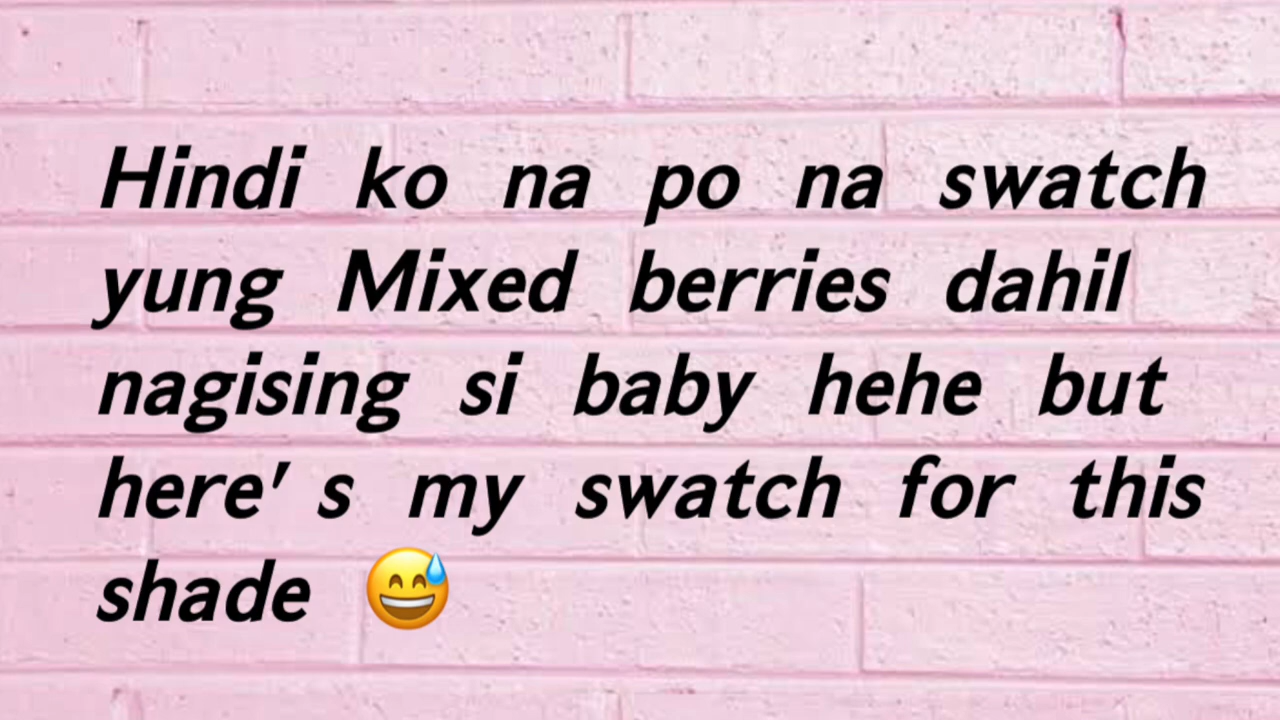 Hindi ko na po na swatch
yung Mixed berries dahil
nagising si baby hehe but
here's my swatch for this
shade 😅